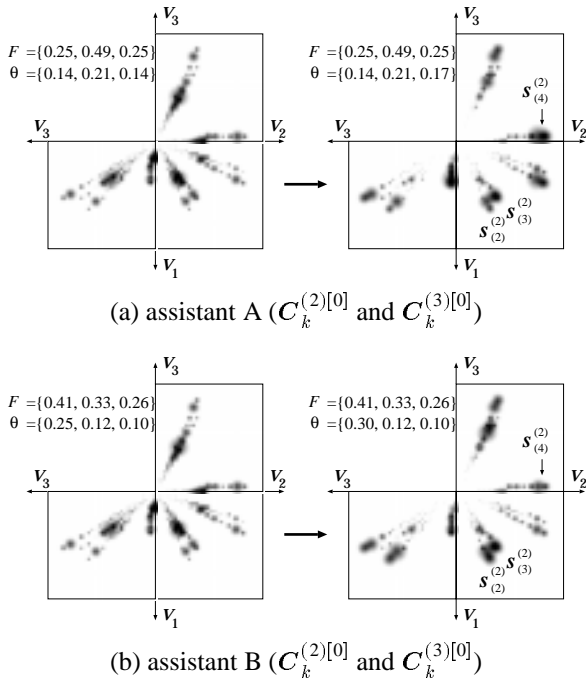 V3 V3
F ={0.25, 0.49, 0.25} F ={0.25, 0.49, 0.25}
θ ={0.14, 0.21, 0.14} θ ={0.14, 0.21, 0.17}
s(4)(2)
V3 V2 V3 V2
s(2)(2) s(3)(2)
V1 V1
(a) assistant A (Ck(2)[0] and Ck(3)[0])
V3 V3
F ={0.41, 0.33, 0.26} F ={0.41, 0.33, 0.26}
θ ={0.25, 0.12, 0.10} θ ={0.30, 0.12, 0.10}
s(4)(2)
V3 V2 V3 V2
s(2)(2) s(3)(2)
V1 V1
(b) assistant B (Ck(2)[0] and Ck(3)[0])